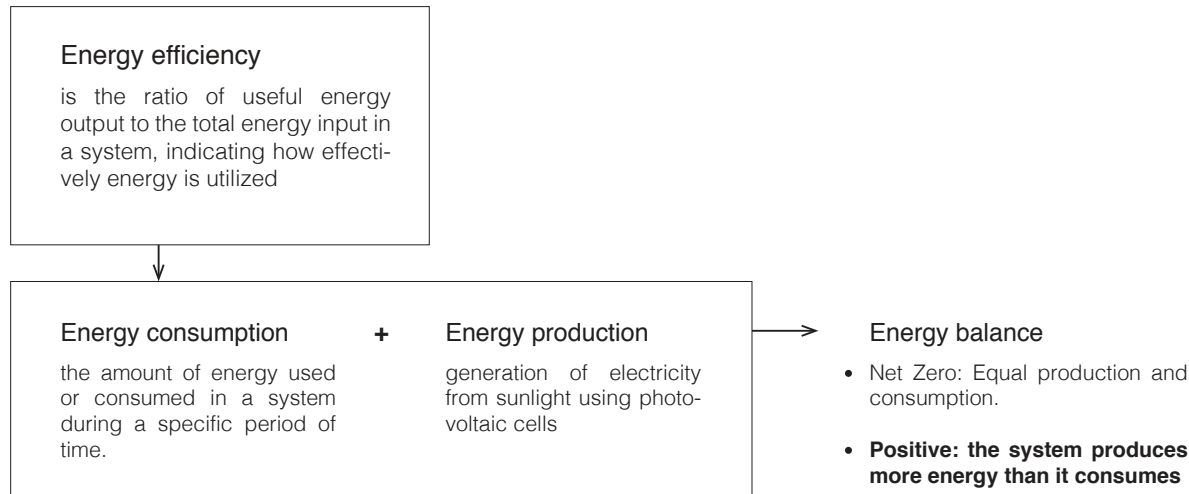 Energy efficiency
is the ratio of useful energy
output to the total energy input in
a system, indicating how effecti-
vely energy is utilized
Energy consumption
the amount of energy used
or consumed in a system
during a specific period of
time.
+
Energy production
generation of electricity
from sunlight using photo-
voltaic cells
Energy balance
• Net Zero: Equal production and
consumption.
• Positive: the system produces
more energy than it consumes